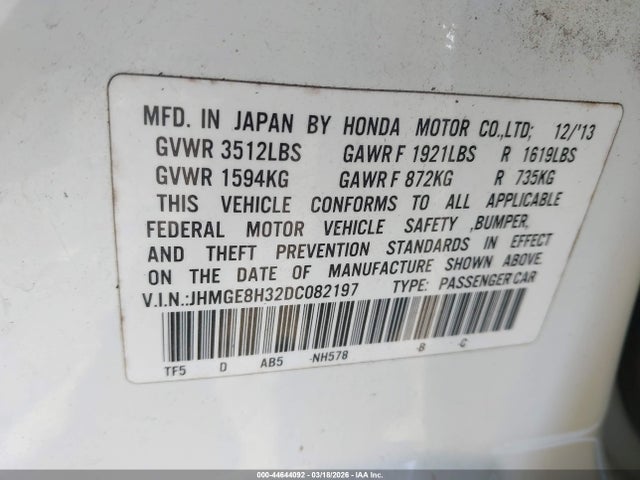 MFD. IN JAPAN BY HONDA MOTOR CO.,LTD; 12/'13
GVWR 3512LBS GAWR F 1921LBS R 1619LBS
GVWR 1594KG GAWR F 872KG R 735KG
THIS VEHICLE CONFORMS TO ALL APPLICABLE
FEDERAL MOTOR VEHICLE SAFETY ,BUMPER,
AND THEFT PREVENTION STANDARDS IN EFFECT
ON THE DATE OF MANUFACTURE SHOWN ABOVE.
V.I.N.:JHMGE8H32DC082197 TYPE: PASSENGER CAR
TF5 D AB5 -NH578 -B -C
000-44644092 03/18/2026 IAA Inc.